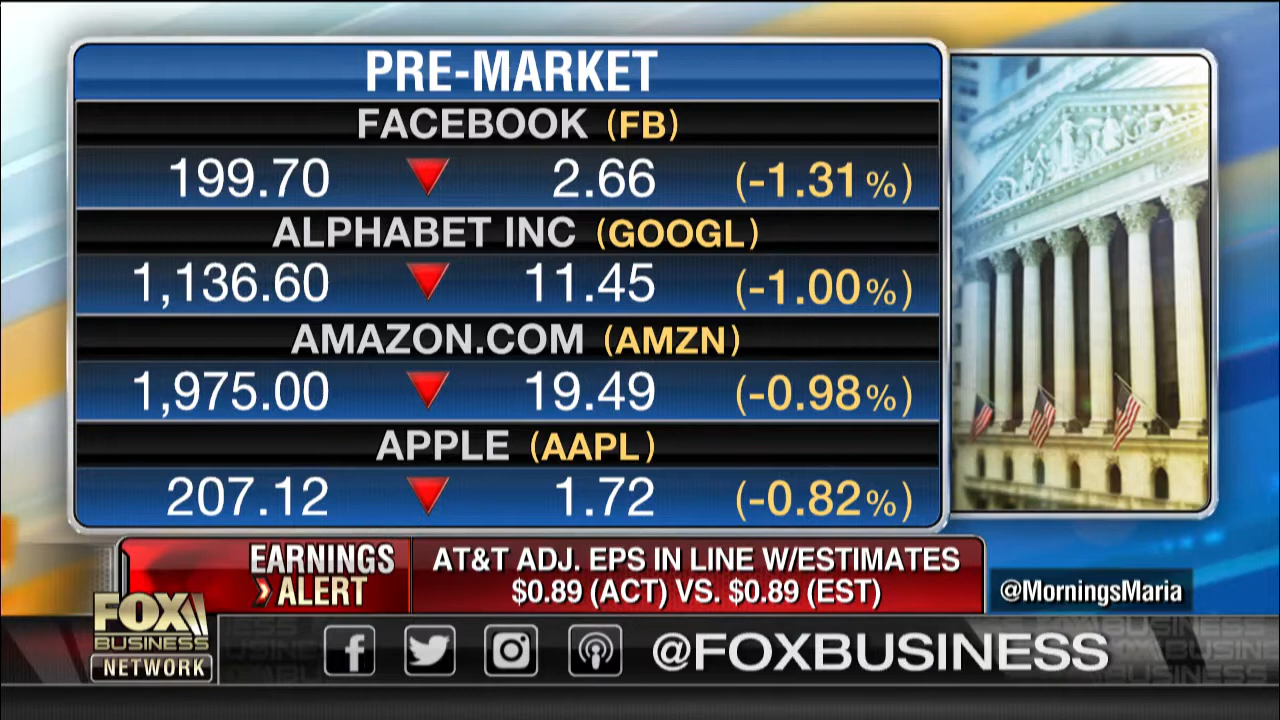 PRE-MARKET
FACEBOOK (FB)
199.70 ▼ 2.66 (-1.31%)
ALPHABET INC (GOOGL)
1,136.60 ▼ 11.45 (-1.00%)
AMAZON.COM (AMZN)
1,975.00 ▼ 19.49 (-0.98%)
APPLE (AAPL)
207.12 ▼ 1.72 (-0.82%)
EARNINGS
ALERT
AT&T ADJ. EPS IN LINE W/ESTIMATES
$0.89 (ACT) VS. $0.89 (EST)
@MorningsMaria
FOX
BUSINESS
NETWORK
@FOXBUSINESS